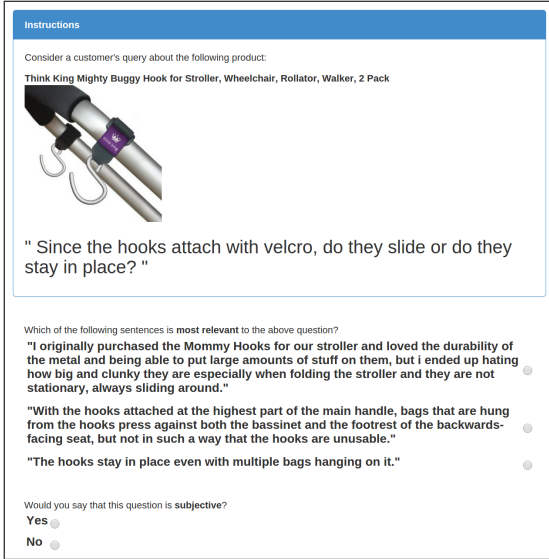 Instructions
Consider a customer's query about the following product:
Think King Mighty Buggy Hook for Stroller, Wheelchair, Rollator, Walker, 2 Pack
" Since the hooks attach with velcro, do they slide or do they
stay in place? "
Which of the following sentences is most relevant to the above question?
"I originally purchased the Mommy Hooks for our stroller and loved the durability of
the metal and being able to put large amounts of stuff on them, but i ended up hating
how big and clunky they are especially when folding the stroller and they are not
stationary, always sliding around."
"With the hooks attached at the highest part of the main handle, bags that are hung
from the hooks press against both the bassinet and the footrest of the backwards-
facing seat, but not in such a way that the hooks are unusable."
"The hooks stay in place even with multiple bags hanging on it."
Would you say that this question is subjective?
Yes
No